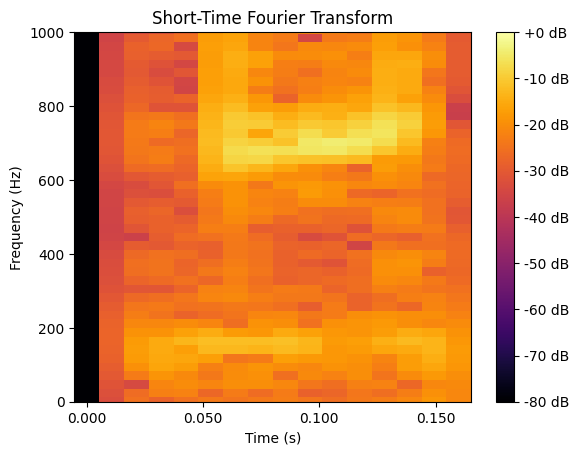 Short-Time Fourier Transform
1000
800
600
400
200
0
Frequency (Hz)
0.000
0.050
0.100
0.150
Time (s)
+0 dB
-10 dB
-20 dB
-30 dB
-40 dB
-50 dB
-60 dB
-70 dB
-80 dB